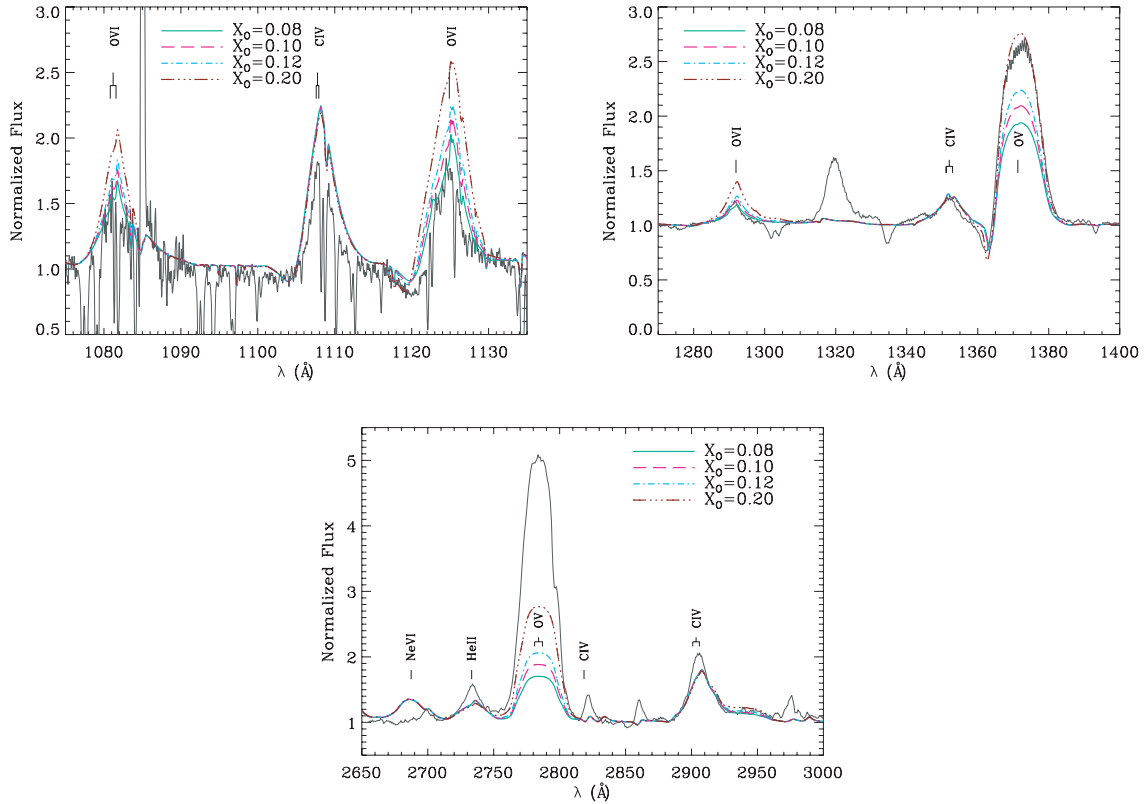 OVI CIV OVI
X₀=0.08
X₀=0.10
X₀=0.12
X₀=0.20
Normalized Flux
3.0
2.5
2.0
1.5
1.0
0.5
1080 1090 1100 1110 1120 1130
λ (Å)
X₀=0.08
X₀=0.10
X₀=0.12
X₀=0.20
OVI CIV OV
Normalized Flux
3.0
2.5
2.0
1.5
1.0
0.5
0.0
1280 1300 1320 1340 1360 1380 1400
λ (Å)
X₀=0.08
X₀=0.10
X₀=0.12
X₀=0.20
NeVI HeII OV CIV CIV
Normalized Flux
5
4
3
2
1
2650 2700 2750 2800 2850 2900 2950 3000
λ (Å)